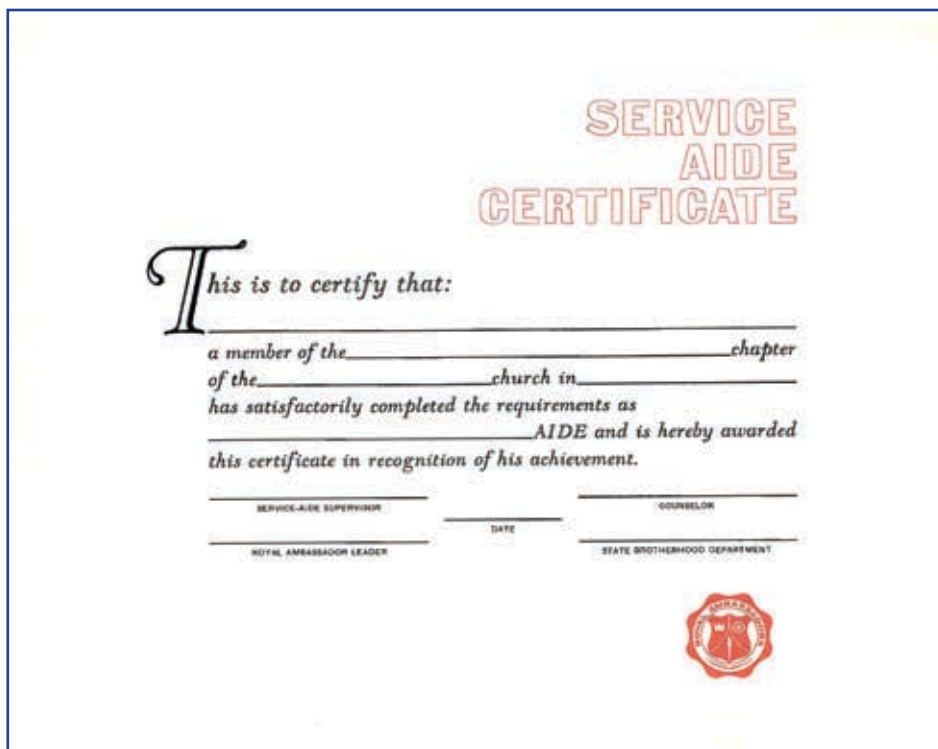 SERVICE
AIDE
CERTIFICATE
This is to certify that:
a member of the chapter
of the church in
has satisfactorily completed the requirements as
AIDE and is hereby awarded
this certificate in recognition of his achievement.
SERVICE-AIDE SUPERVISOR
COUNSELOR
DATE
ROYAL AMBASSADOR LEADER
STATE BROTHERHOOD DEPARTMENT
ROYAL AMBASSADORS